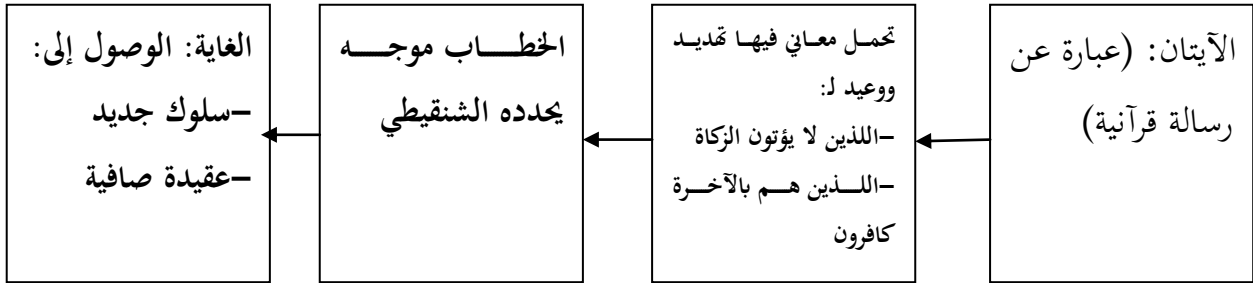 الآيتان: (عبارة عن
رسالة قرآنية)
تحمل معاني فيها تهديد
ووعيد لـ:
–اللذين لا يؤتون الزكاة
–اللذين هم بالآخرة
كافرون
الخطاب موجه
يحدده الشنقيطي
الغاية: الوصول إلى:
–سلوك جديد
–عقيدة صافية